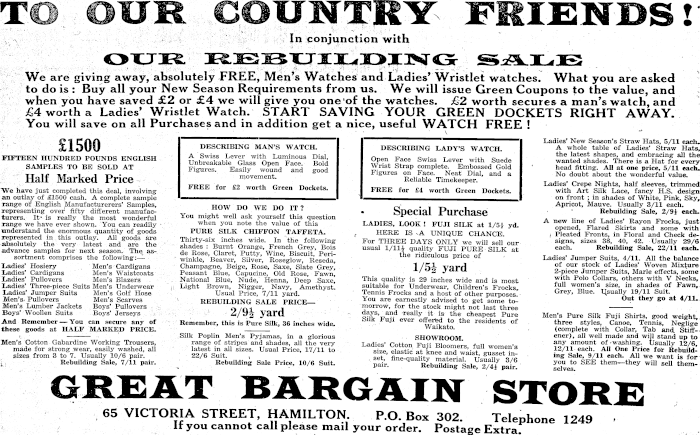 TO OUR COUNTRY FRIENDS!
In conjunction with
OUR REBUILDING SALE
We are giving away, absolutely FREE, Men's Watches and Ladies' Wristlet watches. What you are asked
to do is: Buy all your New Season Requirements from us. We will issue Green Coupons to the value, and
when you have saved £2 or £4 we will give you one of the watches. £2 worth secures a man's watch, and
£4 worth a Ladies' Wristlet Watch. START SAVING YOUR GREEN DOCKETS RIGHT AWAY.
You will save on all Purchases and in addition get a nice, useful WATCH FREE!
£1500
FIFTEEN HUNDRED POUNDS ENGLISH
SAMPLES TO BE SOLD AT
Half Marked Price
We have just completed this deal, involving
an outlay of £1500 cash. A complete sample
range of English Manufacturers' Samples,
representing over fifty different manufac-
turers. It is really the most wonderful
range we have ever shown. You can readily
understand the enormous quantity of goods
represented in this outlay. All goods are
absolutely the very latest and are the
advance samples for next season. The as-
sortment comprises the following:—
Ladies' Hosiery Men's Cardigans
Ladies' Cardigans Men's Waistcoats
Ladies' Pullovers Men's Hosiery
Ladies' Three-piece Suits Men's Underwear
Ladies' Jumper Suits Men's Golf Hose
Men's Pullovers Men's Scarves
Men's Lumber Jackets Boys' Pullovers
Boys' Woollen Suits Boys' Jerseys
And Remember — You can secure any of
these goods at HALF MARKED PRICE.
Men's Cotton Gabardine Working Trousers,
made for strong wear, easily washed, all
sizes from 3 to 7. Usually 10/6 pair.
Rebuilding Sale, 7/11 pair.
DESCRIBING MAN'S WATCH.
A Swiss Lever with Luminous Dial,
Unbreakable Glass Open Face. Bold
Figures. Easily wound and good
movement.
FREE for £2 worth Green Dockets.
HOW DO WE DO IT?
You might well ask yourself this question
when you note the value of this
PURE SILK CHIFFON TAFFETA.
Thirty-six inches wide. In the following
shades: Burnt Orange, French Grey, Bois
de Rose, Claret, Putty, Wine, Biscuit, Peri-
winkle, Beaver, Silver, Roseglow, Reseda,
Champagne, Beige, Rose, Saxe, Slate Grey,
Peasant Blue, Capucine, Old Rose, Fawn,
National Blue, Nude, Henna, Deep Saxe,
Light Brown, Nigger, Navy, Amethyst.
Usual Price, 7/11 yard.
REBUILDING SALE PRICE—
2/9½ yard
Remember, this is Pure Silk, 36 inches wide.
Silk Poplin Men's Pyjamas, in a glorious
range of stripes and shades, all the very
latest in all sizes. Usual Price, 17/11 to
22/6 Suit.
Rebuilding Sale Price, 10/6 Suit.
DESCRIBING LADY'S WATCH.
Open Face Swiss Lever with Suede
Wrist Strap complete. Embossed Gold
Figures on Face. Neat Dial, and a
Reliable Timekeeper.
FREE for £4 worth Green Dockets.
Special Purchase
LADIES, LOOK! FUJI SILK at 1/5½ yd.
HERE IS A UNIQUE CHANCE.
For THREE DAYS ONLY we will sell our
usual 1/11½ quality FUJI PURE SILK at
the ridiculous price of
1/5½ yard
This quality is 29 inches wide and is most
suitable for Underwear, Children's Frocks,
Tennis Frocks and a host of other purposes.
You are earnestly advised to get some to-
morrow, for the stock might not last three
days, and really it is the cheapest Pure
Silk Fuji ever offered to the residents of
Waikato.
SHOWROOM.
Ladies' Cotton Fuji Bloomers, full women's
size, elastic at knee and waist, gusset in-
set, fine-quality material. Usually 3/6
pair.
Rebuilding Sale, 2/4½ pair.
Ladies' New Season's Straw Hats, 5/11 each.
A whole table of Ladies' Straw Hats,
the latest shapes, and embracing all the
wanted shades. There is a Hat for every
head fitting. All at one price, 5/11 each.
No doubt about the wonderful value.
Ladies' Crepe Nights, half sleeves, trimmed
with Art Silk Lace, fancy H.S. design
on front; in shades of White, Pink, Sky,
Apricot, Mauve. Usually 3/11 each.
Rebuilding Sale, 2/9½ each.
A new line of Ladies' Rayon Frocks, just
opened, Flared Skirts and some with
Pleated Fronts, in Floral and Check de-
signs, sizes 38, 40, 42. Usually 29/6
each. Rebuilding Sale, 22/11 each.
Ladies' Jumper Suits, 4/11. All the balance
of our stock of Ladies' Woven Mixture
2-piece Jumper Suits, Marle effects, some
with Polo Collars, others with V Necks,
full women's size, in shades of Fawn,
Grey, Blue. Usually 19/11 Suit.
Out they go at 4/11.
Men's Pure Silk Fuji Shirts, good weight,
three styles, Canoe, Tennis, Negligee
(complete with Collar, Tab and Stiff-
ener), all well made and will stand up to
any amount of washing. Usually 12/6,
12/11 each. All One Price for Rebuild-
ing Sale, 9/11 each. All we want is for
you to SEE them—they will sell them-
selves.
GREAT BARGAIN STORE
65 VICTORIA STREET, HAMILTON. P.O. Box 302. Telephone 1249
If you cannot call please mail your order. Postage Extra.